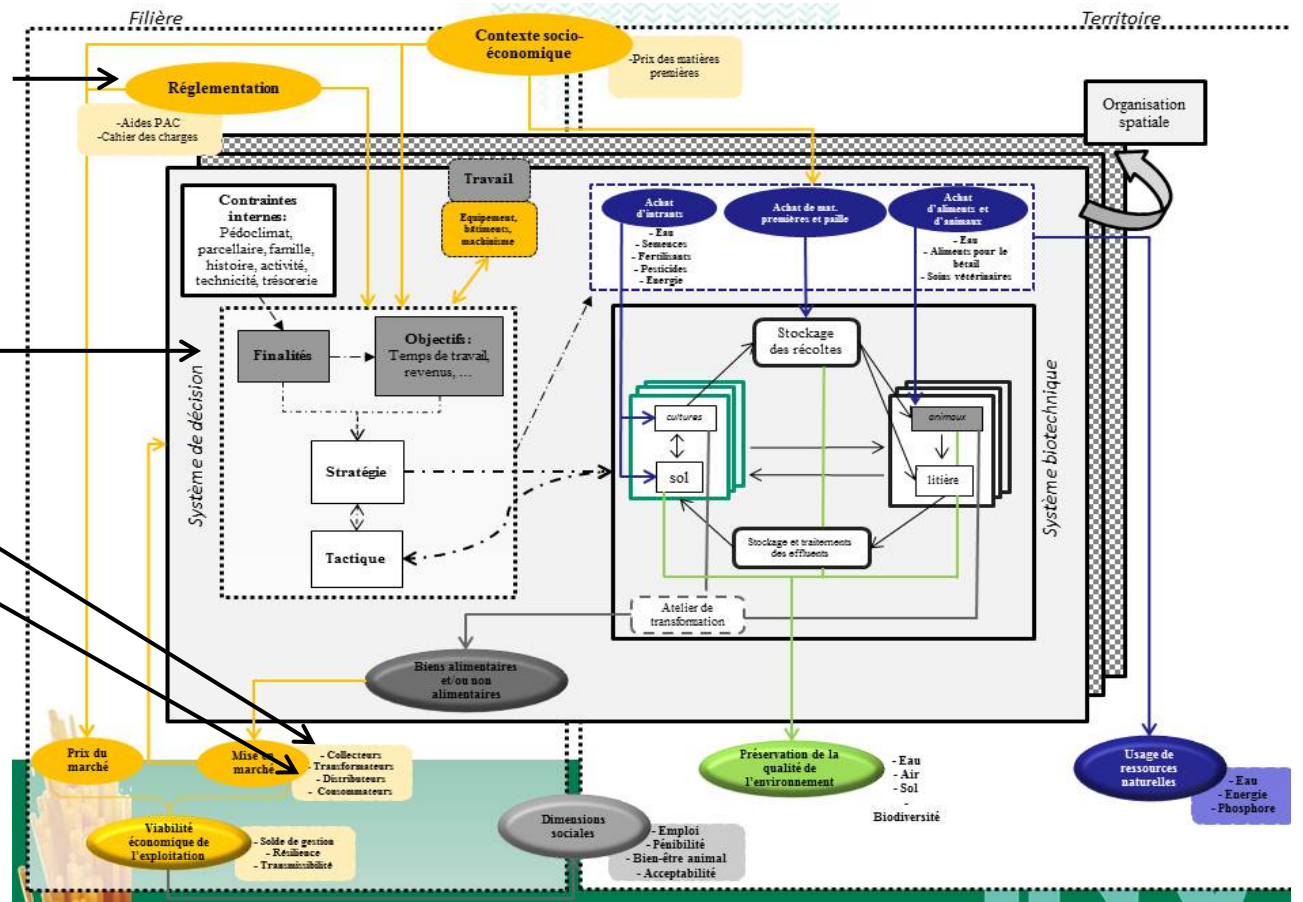 Filière
Territoire
Contexte socio-
économique
-Prix des matières
premières
Réglementation
-Aides PAC
-Cahier des charges
Organisation
spatiale
Travail
Equipement,
bâtiments,
machinisme
Contraintes
internes:
Pédoclimat,
parcellaire, famille,
histoire, activité,
technicité, trésorerie
Achat
d'intrants
- Eau
- Semences
- Fertilisants
- Pesticides
- Energie
Achat de mat.
premières et paille
Achat
d'aliments et
d'animaux
- Eau
- Aliments pour le
bétail
- Soins vétérinaires
Système de décision
Finalités
Objectifs:
Temps de travail,
revenus, ...
Stratégie
Tactique
Stockage
des récoltes
cultures
sol
animaux
litière
Stockage et traitements
des effluents
Atelier de
transformation
Système biotechnique
Biens alimentaires
et/ou non
alimentaires
Prix du
marché
Mise en
marché
- Collecteurs
- Transformateurs
- Distributeurs
- Consommateurs
Viabilité
économique de
l'exploitation
- Solde de gestion
- Résilience
- Transmissibilité
Dimensions
sociales
- Emploi
- Pénibilité
- Bien-être animal
- Acceptabilité
Préservation de la
qualité de
l'environnement
- Eau
- Air
- Sol
-
Biodiversité
Usage de
ressources
naturelles
- Eau
- Energie
- Phosphore